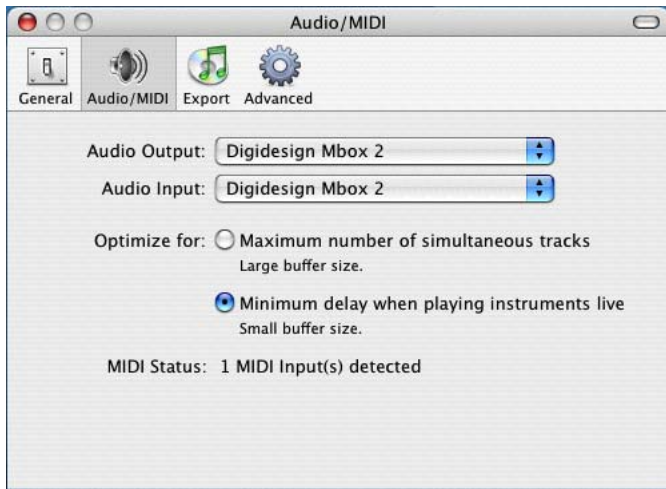 Audio/MIDI
General Audio/MIDI Export Advanced
Audio Output: Digidesign Mbox 2
Audio Input: Digidesign Mbox 2
Optimize for: Maximum number of simultaneous tracks
Large buffer size.
Minimum delay when playing instruments live
Small buffer size.
MIDI Status: 1 MIDI Input(s) detected